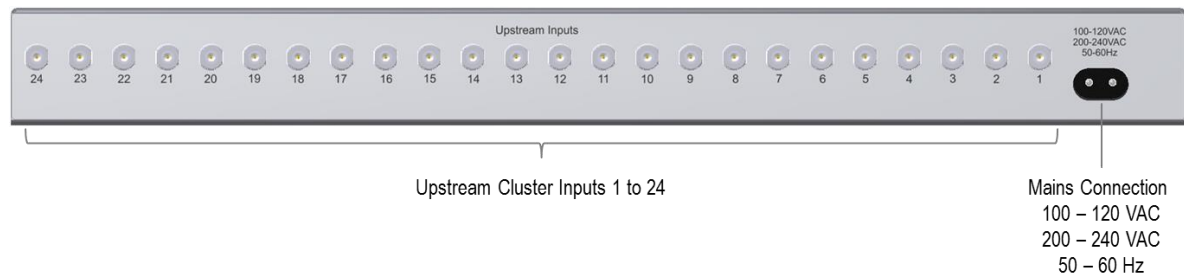 Upstream Inputs
100-120VAC
200-240VAC
50-60Hz
24 23 22 21 20 19 18 17 16 15 14 13 12 11 10 9 8 7 6 5 4 3 2 1
Upstream Cluster Inputs 1 to 24
Mains Connection
100 – 120 VAC
200 – 240 VAC
50 – 60 Hz